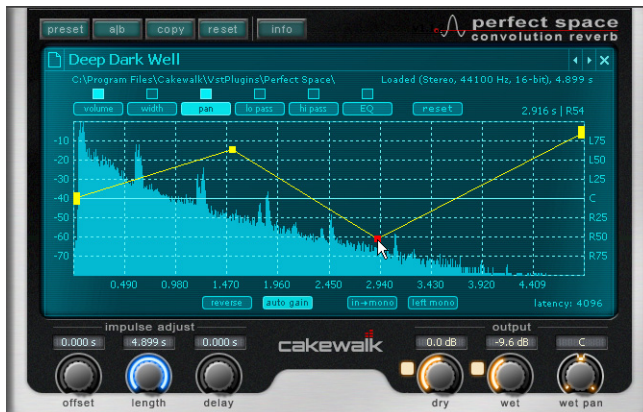 preset a|b copy reset info
perfect space
convolution reverb
Deep Dark Well
C:\Program Files\Cakewalk\VstPlugins\Perfect Space\ Loaded (Stereo, 44100 Hz, 16-bit), 4.899 s
volume width pan lo pass hi pass EQ reset 2.916 s | R54
-10 L75
-20 L50
-30 L25
-40 C
-50 R25
-60 R50
-70 R75
0.490 0.980 1.470 1.960 2.450 2.940 3.430 3.920 4.409
reverse auto gain in→mono left mono latency: 4096
impulse adjust output
0.000 s 4.899 s 0.000 s cakewalk 0.0 dB -9.6 dB C
offset length delay dry wet wet pan